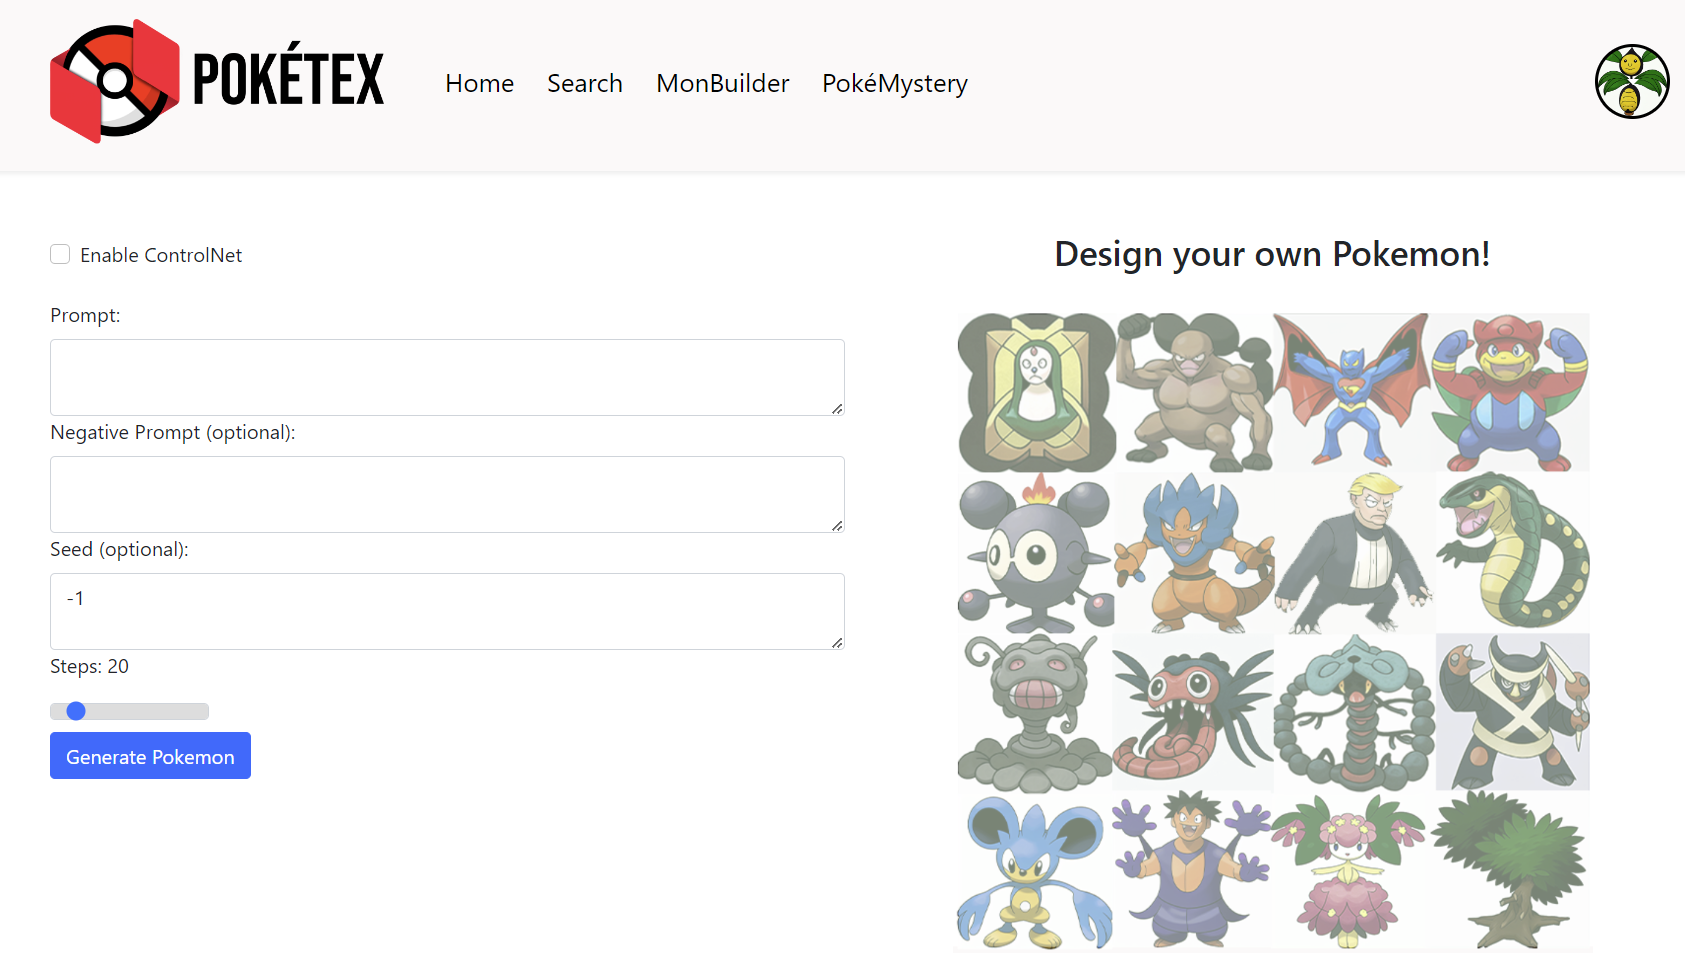 POKÉTEX
Home Search MonBuilder PokéMystery
Enable ControlNet
Prompt:
Negative Prompt (optional):
Seed (optional):
-1
Steps: 20
Generate Pokemon
Design your own Pokemon!